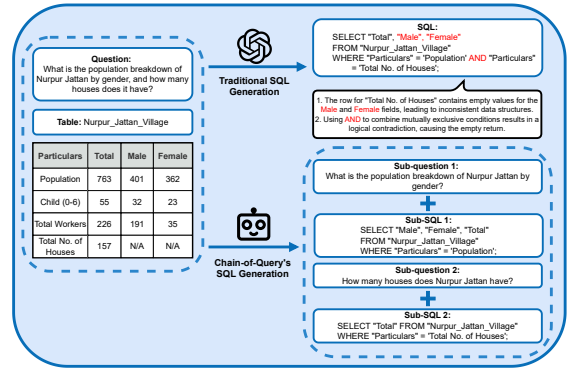 Question:
What is the population breakdown of
Nurpur Jattan by gender, and how many
houses does it have?
Table: Nurpur_Jattan_Village
Particulars Total Male Female
Population 763 401 362
Child (0-6) 55 32 23
Total Workers 226 191 35
Total No. of
Houses 157 N/A N/A
Traditional SQL
Generation
SQL:
SELECT "Total", "Male", "Female"
FROM "Nurpur_Jattan_Village"
WHERE "Particulars" = 'Population' AND "Particulars"
= 'Total No. of Houses';
1. The row for "Total No. of Houses" contains empty values for the
Male and Female fields, leading to inconsistent data structures.
2. Using AND to combine mutually exclusive conditions results in a
logical contradiction, causing the empty return.
Chain-of-Query's
SQL Generation
Sub-question 1:
What is the population breakdown of Nurpur Jattan by
gender?
Sub-SQL 1:
SELECT "Male", "Female", "Total"
FROM "Nurpur_Jattan_Village"
WHERE "Particulars" = 'Population';
Sub-question 2:
How many houses does Nurpur Jattan have?
Sub-SQL 2:
SELECT "Total" FROM "Nurpur_Jattan_Village"
WHERE "Particulars" = 'Total No. of Houses';